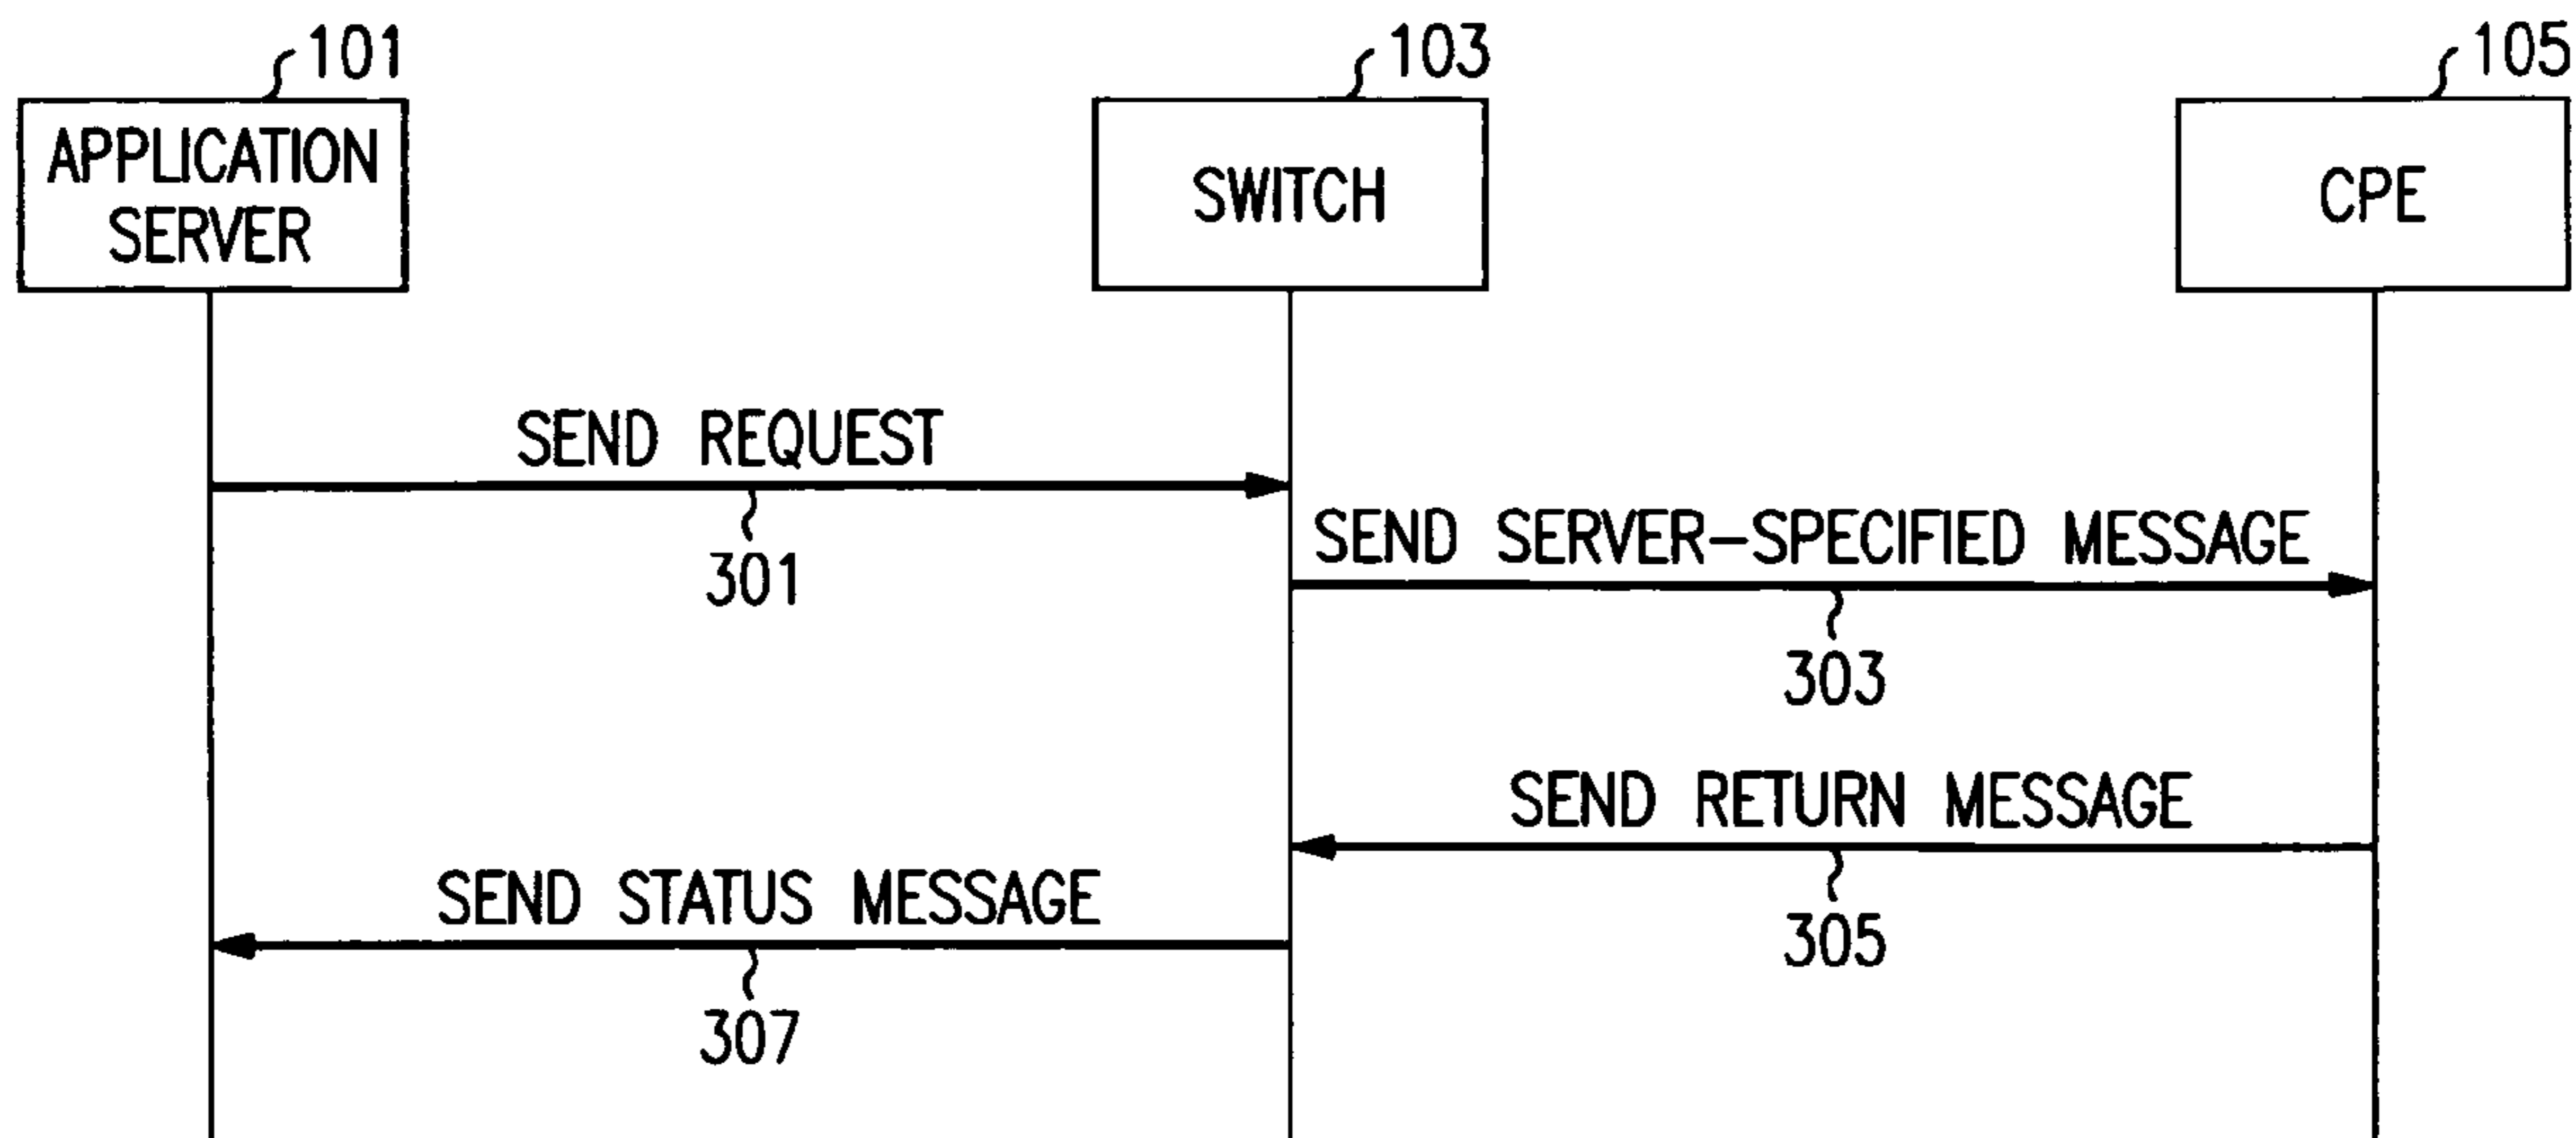 101
103
105
APPLICATION
SERVER
SWITCH
CPE
SEND REQUEST
301
SEND SERVER-SPECIFIED MESSAGE
303
SEND RETURN MESSAGE
305
SEND STATUS MESSAGE
307